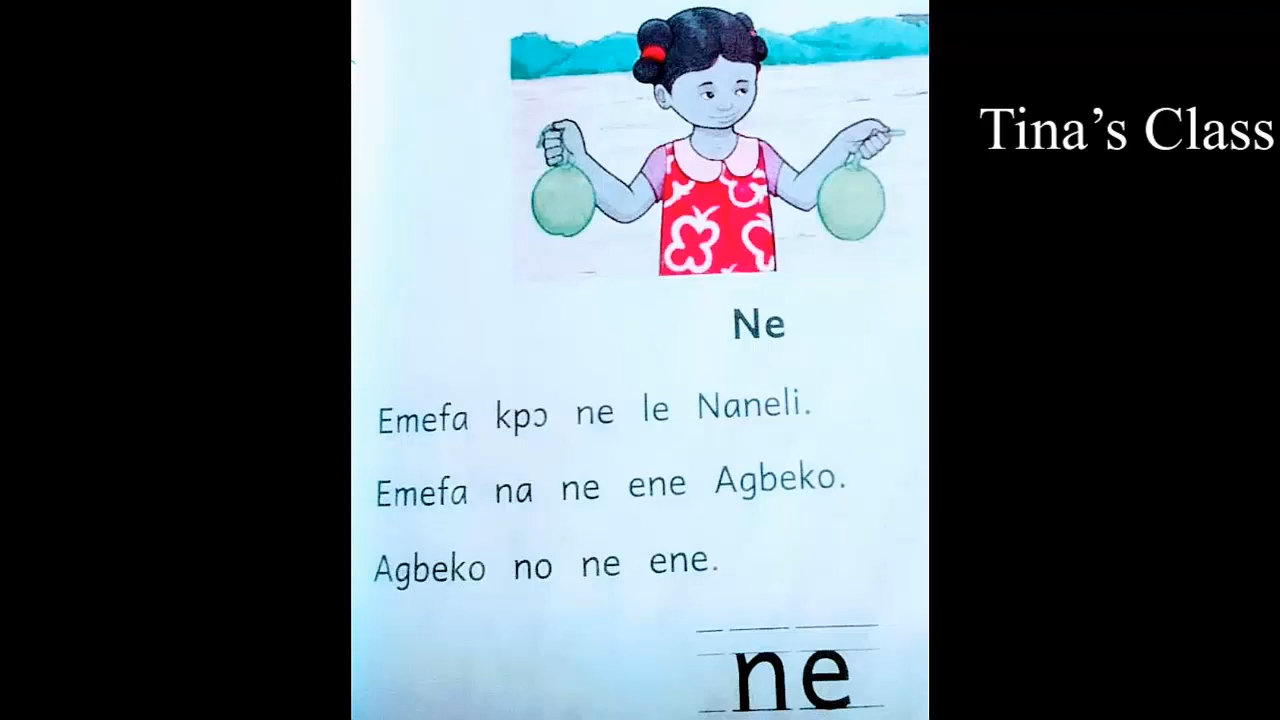 Tina’s Class
Ne
Emefa kpɔ ne le Naneli.
Emefa na ne ene Agbeko.
Agbeko no ne ene.
ne